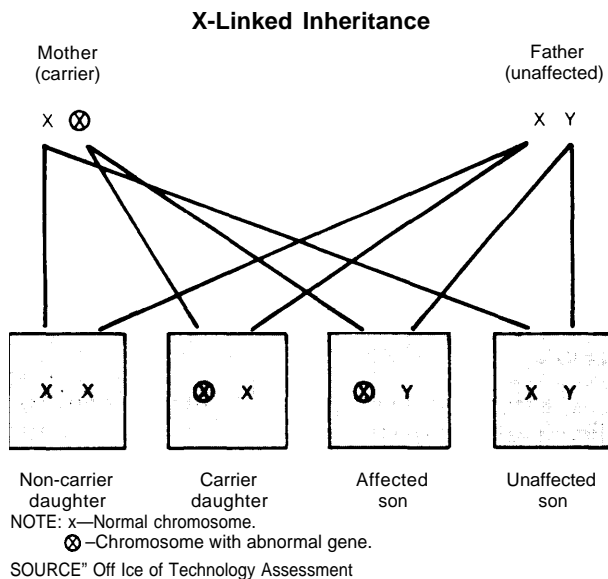 X-Linked Inheritance
Mother
(carrier)
Father
(unaffected)
X Ⓧ
X Y
X X
Ⓧ X
Ⓧ Y
X Y
Non-carrier
daughter
Carrier
daughter
Affected
son
Unaffected
son
NOTE: x—Normal chromosome.
Ⓧ –Chromosome with abnormal gene.
SOURCE" Off Ice of Technology Assessment